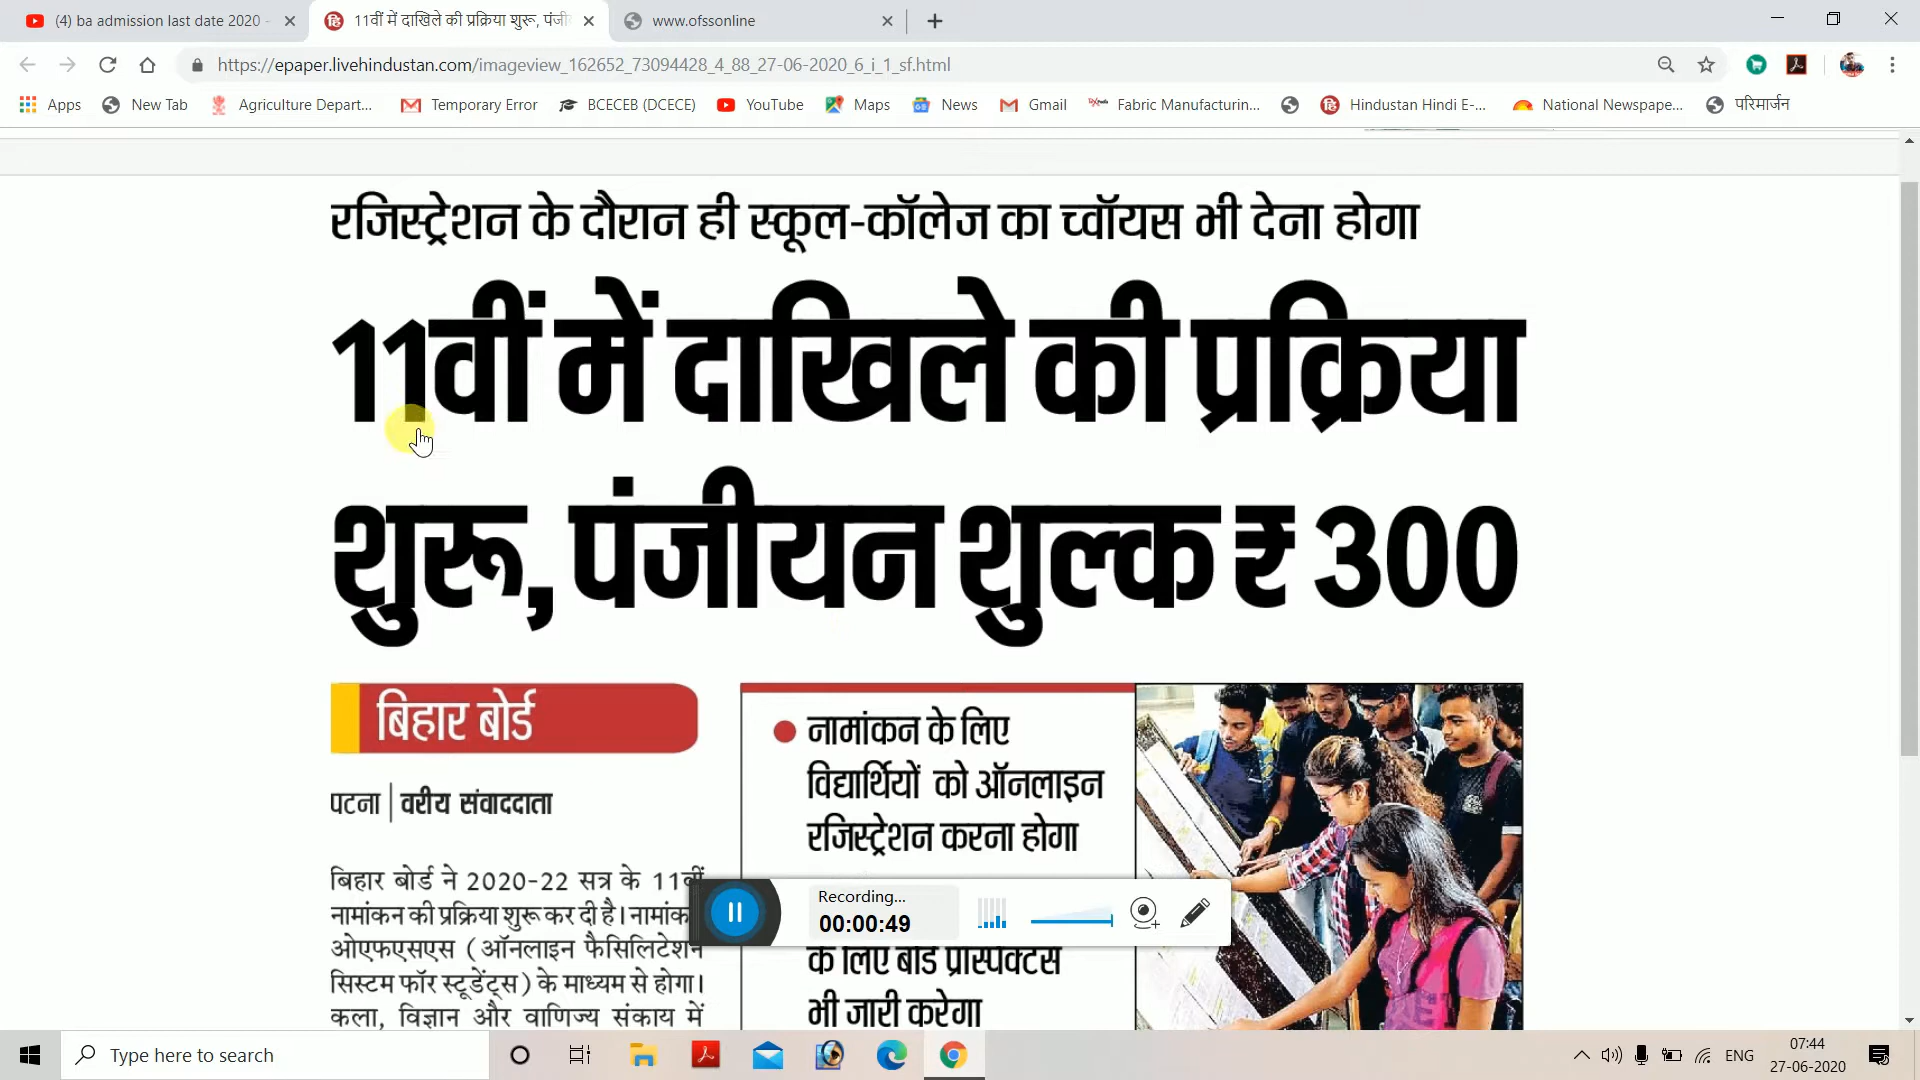 (4) ba admission last date 2020 -
11वीं में दाखिले की प्रक्रिया शुरू, पंजी
www.ofssonline
https://epaper.livehindustan.com/imageview_162652_73094428_4_88_27-06-2020_6_i_1_sf.html
Apps
New Tab
Agriculture Depart...
Temporary Error
BCECEB (DCECE)
YouTube
Maps
News
Gmail
Fabric Manufacturin...
Hindustan Hindi E-...
National Newspape...
परिमार्जन
रजिस्ट्रेशन के दौरान ही स्कूल-कॉलेज का च्वॉयस भी देना होगा
11वीं में दाखिले की प्रक्रिया
शुरू, पंजीयन शुल्क ₹ 300
बिहार बोर्ड
पटना | वरीय संवाददाता
बिहार बोर्ड ने 2020-22 सत्र के 11वीं
नामांकन की प्रक्रिया शुरू कर दी है। नामांक
ओएफएसएस (ऑनलाइन फैसिलिटेशन
सिस्टम फॉर स्टूडेंट्स) के माध्यम से होगा।
कला, विज्ञान और वाणिज्य संकाय में
नामांकन के लिए
विद्यार्थियों को ऑनलाइन
रजिस्ट्रेशन करना होगा
के लिए बोर्ड प्रॉस्पेक्टस
भी जारी करेगा
Recording...
00:00:49
Type here to search
ENG
07:44
27-06-2020